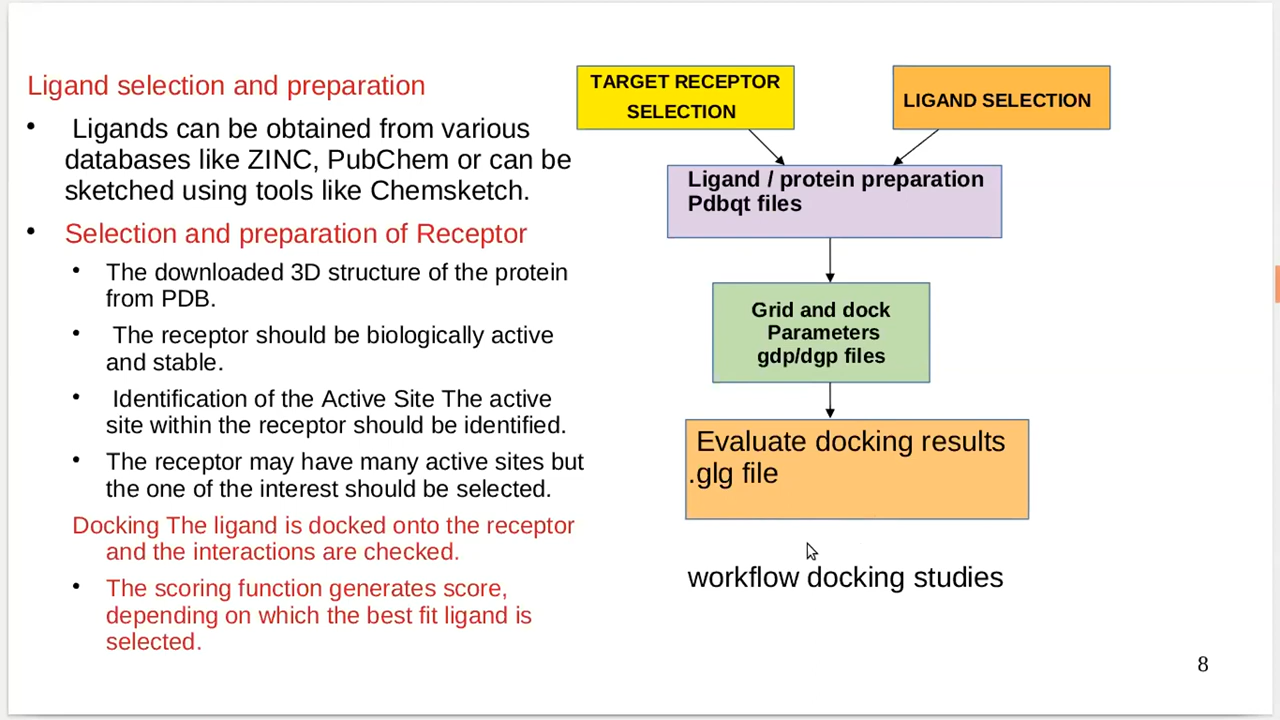 Ligand selection and preparation
• Ligands can be obtained from various
databases like ZINC, PubChem or can be
sketched using tools like Chemsketch.
• Selection and preparation of Receptor
• The downloaded 3D structure of the protein
from PDB.
• The receptor should be biologically active
and stable.
• Identification of the Active Site The active
site within the receptor should be identified.
• The receptor may have many active sites but
the one of the interest should be selected.
Docking The ligand is docked onto the receptor
and the interactions are checked.
• The scoring function generates score,
depending on which the best fit ligand is
selected.
TARGET RECEPTOR
SELECTION
LIGAND SELECTION
Ligand / protein preparation
Pdbqt files
Grid and dock
Parameters
gdp/dgp files
Evaluate docking results
.glg file
workflow docking studies
8